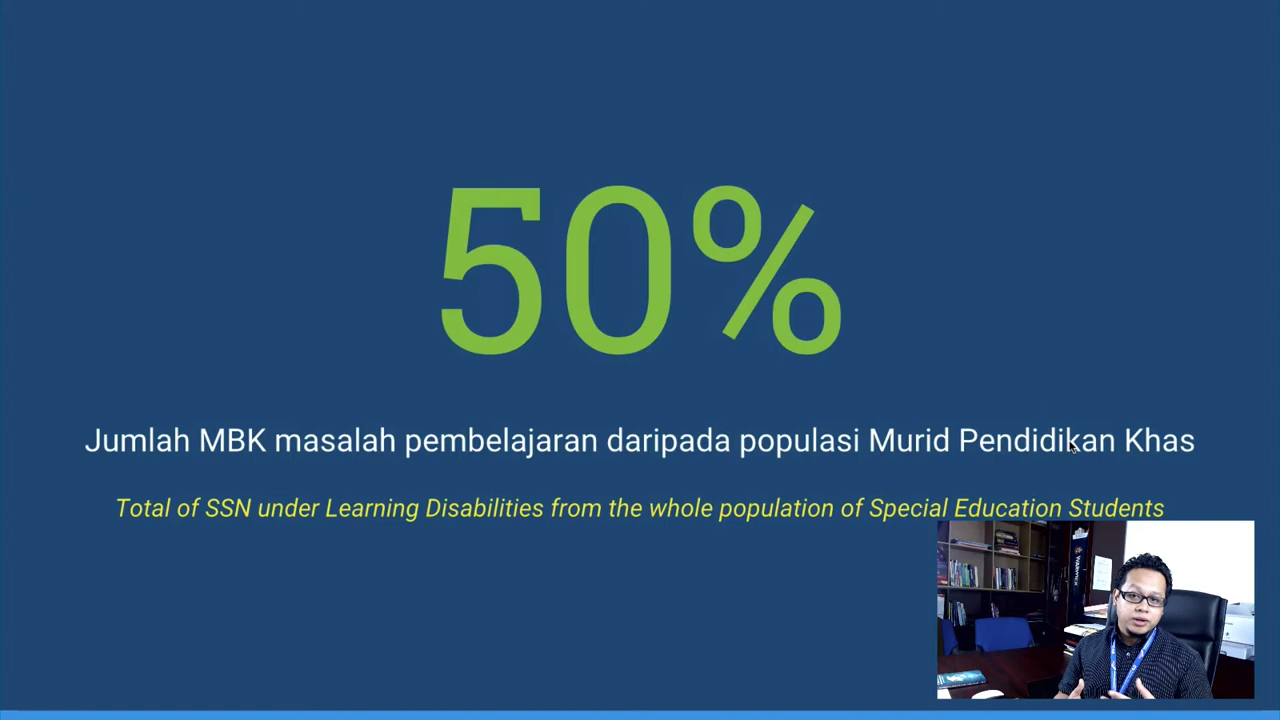 50%
Jumlah MBK masalah pembelajaran daripada populasi Murid Pendidikan Khas
Total of SSN under Learning Disabilities from the whole population of Special Education Students